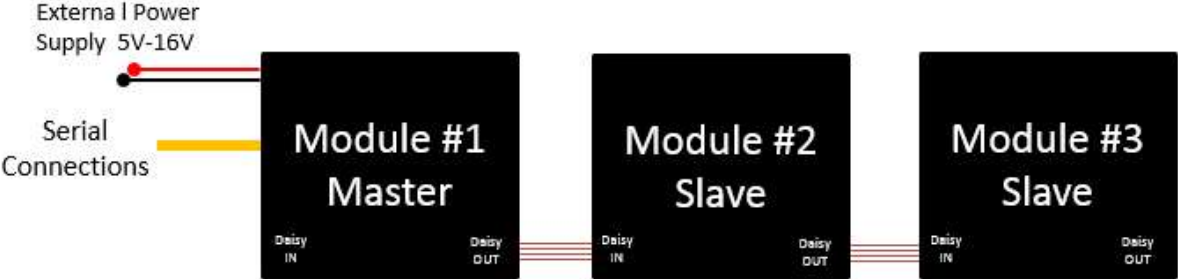 Externa l Power
Supply 5V-16V
Serial
Connections
Module #1
Master
Daisy
IN
Daisy
OUT
Module #2
Slave
Daisy
IN
Daisy
OUT
Module #3
Slave
Daisy
IN
Daisy
OUT